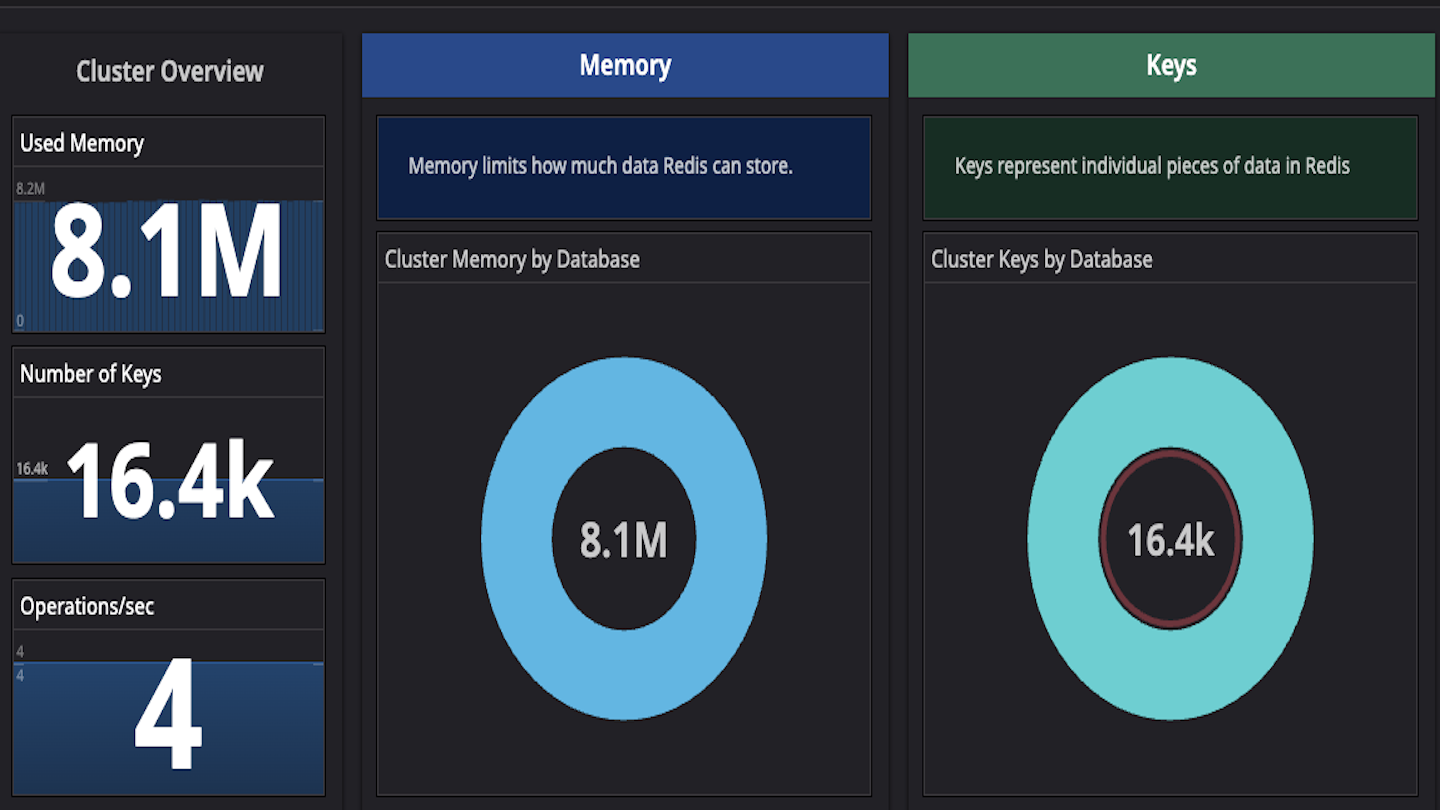 Cluster Overview
Used Memory
8.2M
8.1M
0
Number of Keys
16.4k
16.4k
Operations/sec
4
4
4
Memory
Memory limits how much data Redis can store.
Cluster Memory by Database
8.1M
Keys
Keys represent individual pieces of data in Redis
Cluster Keys by Database
16.4k